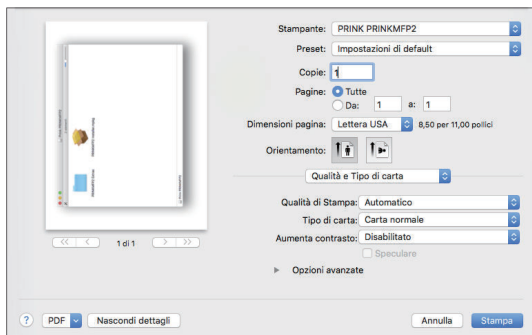 Stampante: PRINK PRINKMFP2
Preset: Impostazioni di default
Copie: 1
Pagine: Tutte
Da: 1 a: 1
Dimensioni pagina: Lettera USA 8,50 per 11,00 pollici
Orientamento:
Qualità e Tipo di carta
Qualità di Stampa: Automatico
Tipo di carta: Carta normale
Aumenta contrasto: Disabilitato
Speculare
Opzioni avanzate
<< < 1 di 1 > >>
? PDF Nascondi dettagli Annulla Stampa